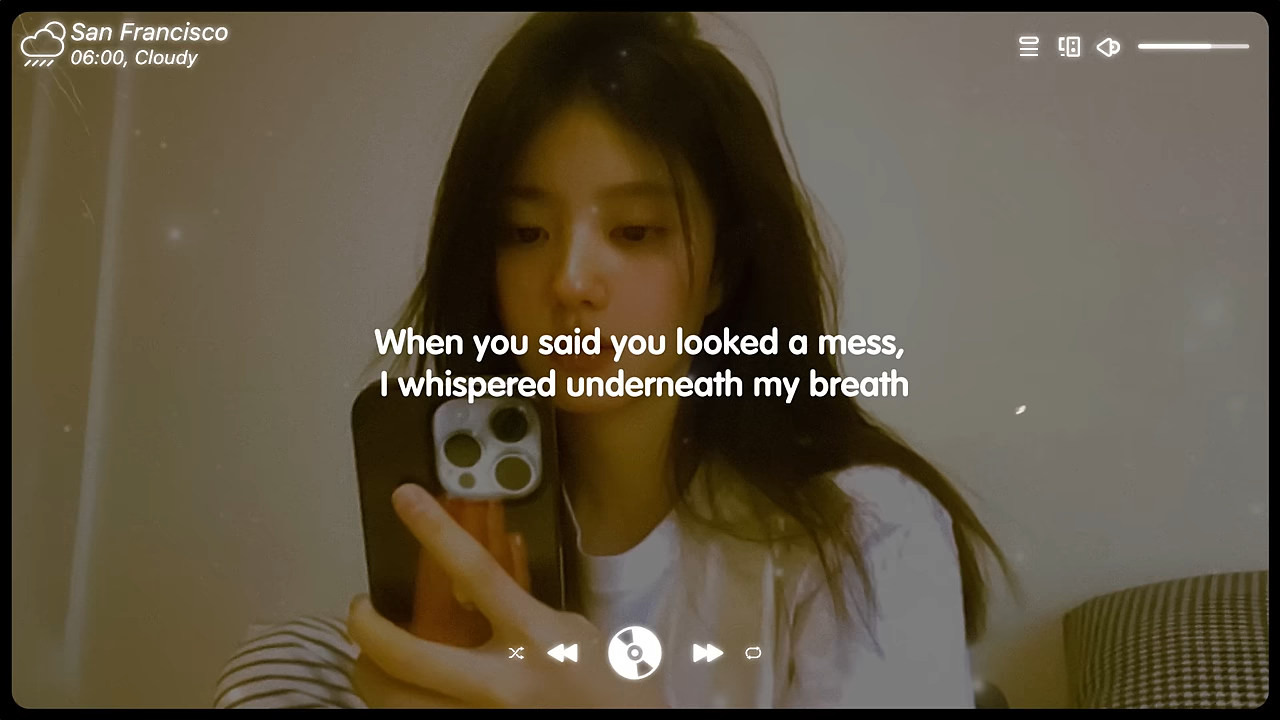 San Francisco
06:00, Cloudy
When you said you looked a mess,
I whispered underneath my breath